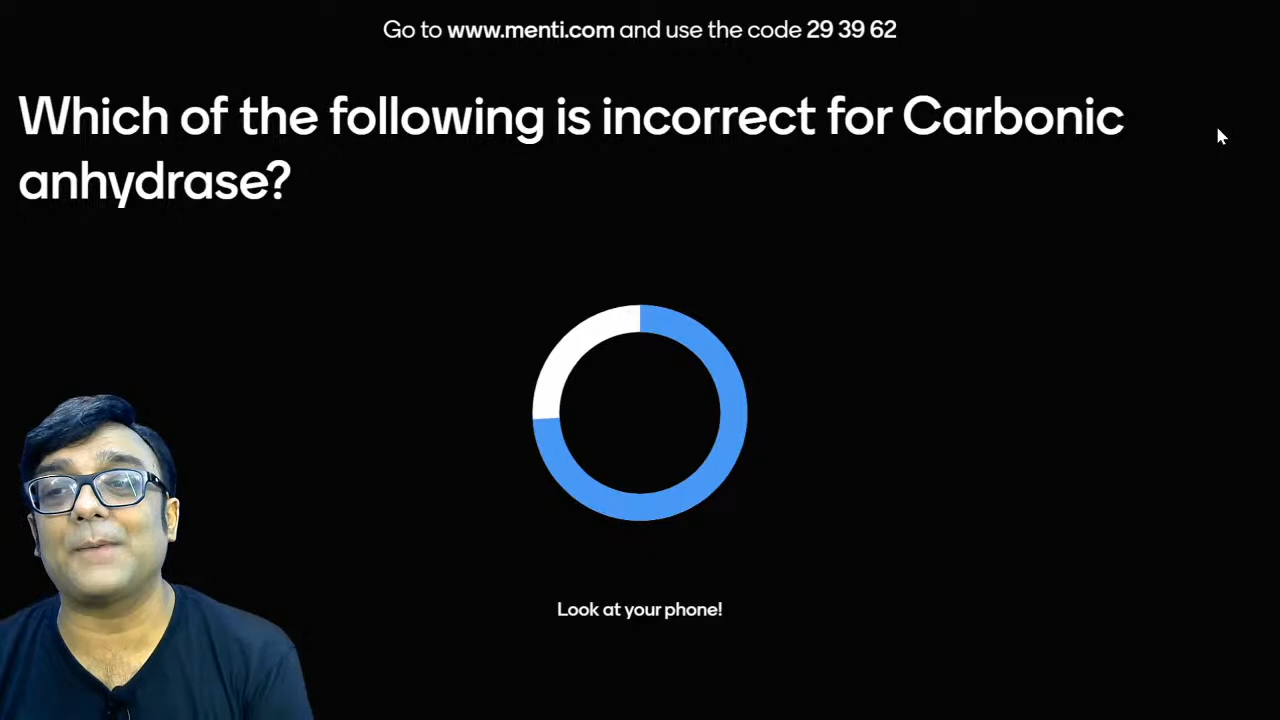 Go to www.menti.com and use the code 29 39 62
Which of the following is incorrect for Carbonic
anhydrase?
Look at your phone!